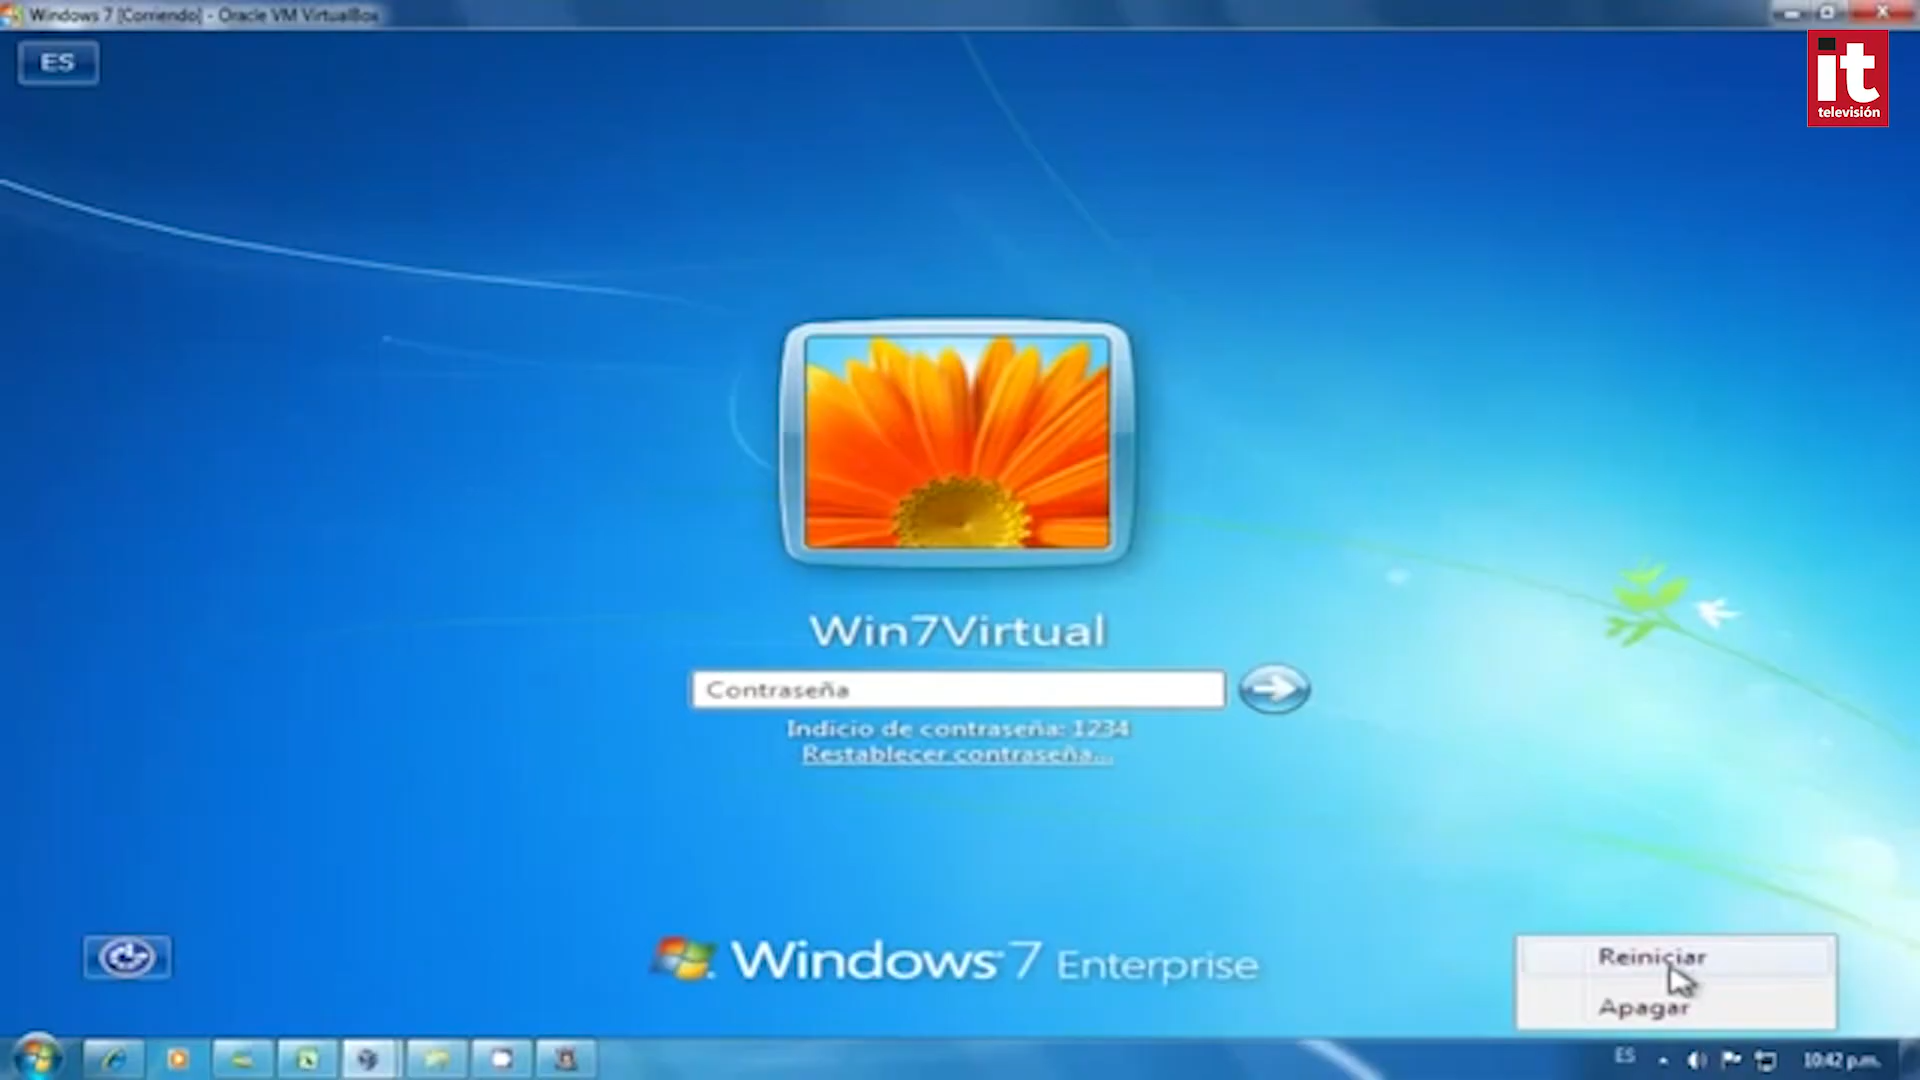 Windows 7 [Corriendo] - Oracle VM VirtualBox
ES
it
televisión
Win7Virtual
Contraseña
Indicio de contraseña: 1234
Restablecer contraseña...
Windows 7 Enterprise
Reiniciar
Apagar
ES
10:42 p.m.